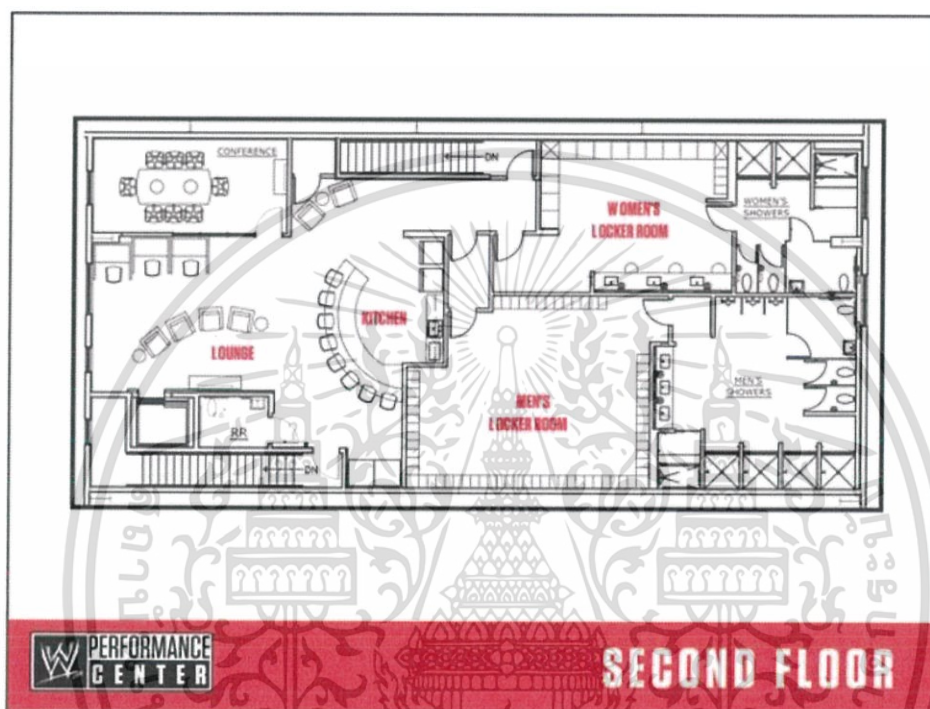 CONFERENCE
DN
WOMEN'S
LOCKER ROOM
WOMEN'S
SHOWERS
KITCHEN
LOUNGE
MEN'S
LOCKER ROOM
MEN'S
SHOWERS
RR
DN
W
PERFORMANCE
CENTER
SECOND FLOOR